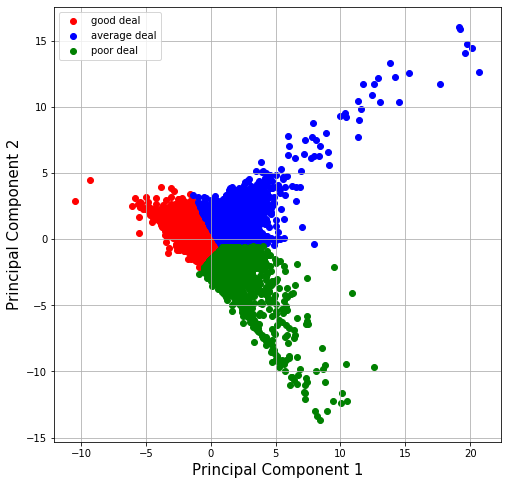 good deal
average deal
poor deal
15
10
5
0
−5
−10
−15
Principal Component 2
−10
−5
0
5
10
15
20
Principal Component 1